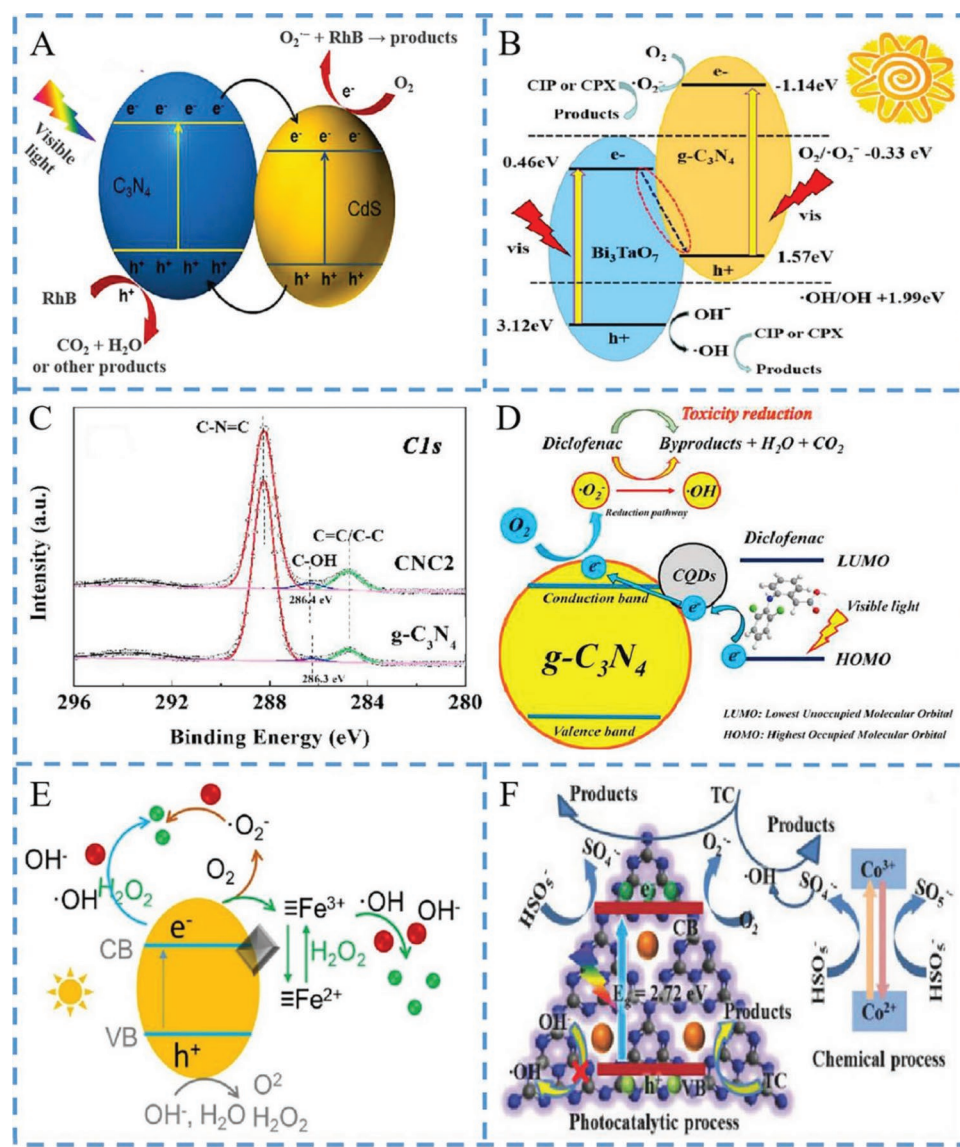 A
O₂·⁻ + RhB → products
e⁻
O₂
Visible
light
e⁻ e⁻ e⁻ e⁻
e⁻ e⁻ e⁻ e⁻
C₃N₄
CdS
h⁺ h⁺ h⁺ h⁺
h⁺ h⁺ h⁺ h⁺
RhB
h⁺
CO₂ + H₂O
or other products
B
O₂
e-
-1.14eV
CIP or CPX
·O₂⁻
Products
g-C₃N₄
O₂/·O₂⁻ -0.33 eV
0.46eV
e-
vis
vis
Bi₃TaO₇
1.57eV
h+
·OH/OH +1.99eV
3.12eV
h+
OH⁻
·OH
CIP or CPX
Products
C
C-N=C
C1s
C=C/C-C
C-OH
CNC2
286.4 eV
g-C₃N₄
286.3 eV
Intensity (a.u.)
296 292 288 284 280
Binding Energy (eV)
D
Toxicity reduction
Diclofenac
Byproducts + H₂O + CO₂
·O₂⁻
·OH
Reduction pathway
O₂
Diclofenac
LUMO
e⁻
CQDs
Conduction band
e⁻
Visible light
g-C₃N₄
e⁻
HOMO
Valence band
LUMO: Lowest Unoccupied Molecular Orbital
HOMO: Highest Occupied Molecular Orbital
E
·O₂⁻
OH⁻
·OH
H₂O₂
O₂
e⁻
CB
≡Fe³⁺
·OH
OH⁻
H₂O₂
≡Fe²⁺
VB
h⁺
OH⁻, H₂O
O²
H₂O₂
F
Products
TC
Products
SO₄·⁻
O₂·⁻
HSO₅⁻
e⁻
O₂
CB
·OH
SO₄·⁻
Co³⁺
SO₅·⁻
E𝗀 = 2.72 eV
HSO₅⁻
HSO₅⁻
Products
OH⁻
·OH
h⁺
VB
TC
Co²⁺
Chemical process
Photocatalytic process